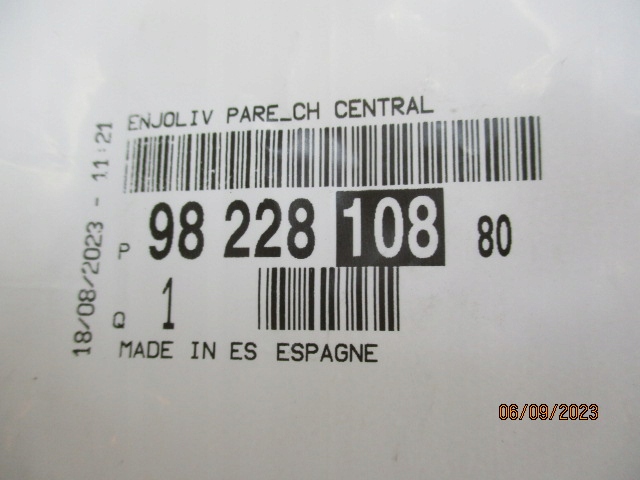 18/08/2023 - 11:21
ENJOLIV PARE_CH CENTRAL
P 98 228 108 80
Q 1
MADE IN ES ESPAGNE
06/09/2023